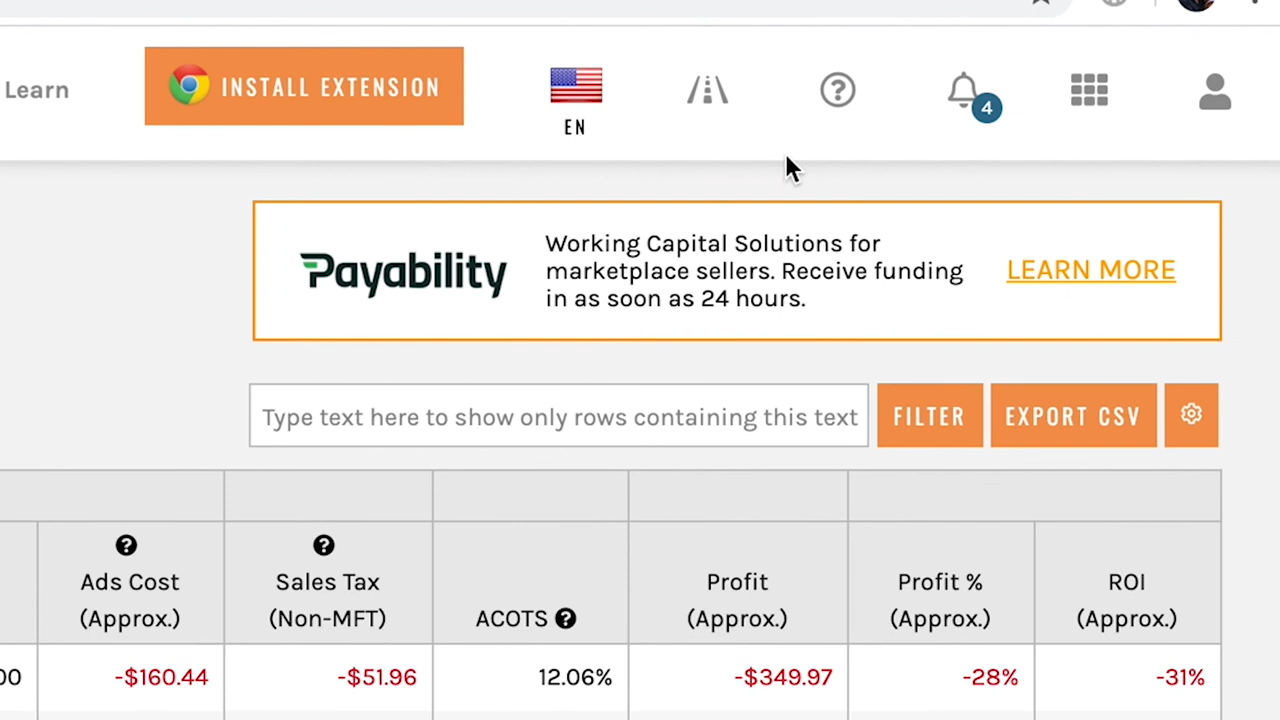 Learn
INSTALL EXTENSION
EN
4
Payability
Working Capital Solutions for
marketplace sellers. Receive funding
in as soon as 24 hours.
LEARN MORE
Type text here to show only rows containing this text
FILTER
EXPORT CSV
Ads Cost
(Approx.)
Sales Tax
(Non-MFT)
ACOTS
Profit
(Approx.)
Profit %
(Approx.)
ROI
(Approx.)
00 -$160.44 -$51.96 12.06% -$349.97 -28% -31%